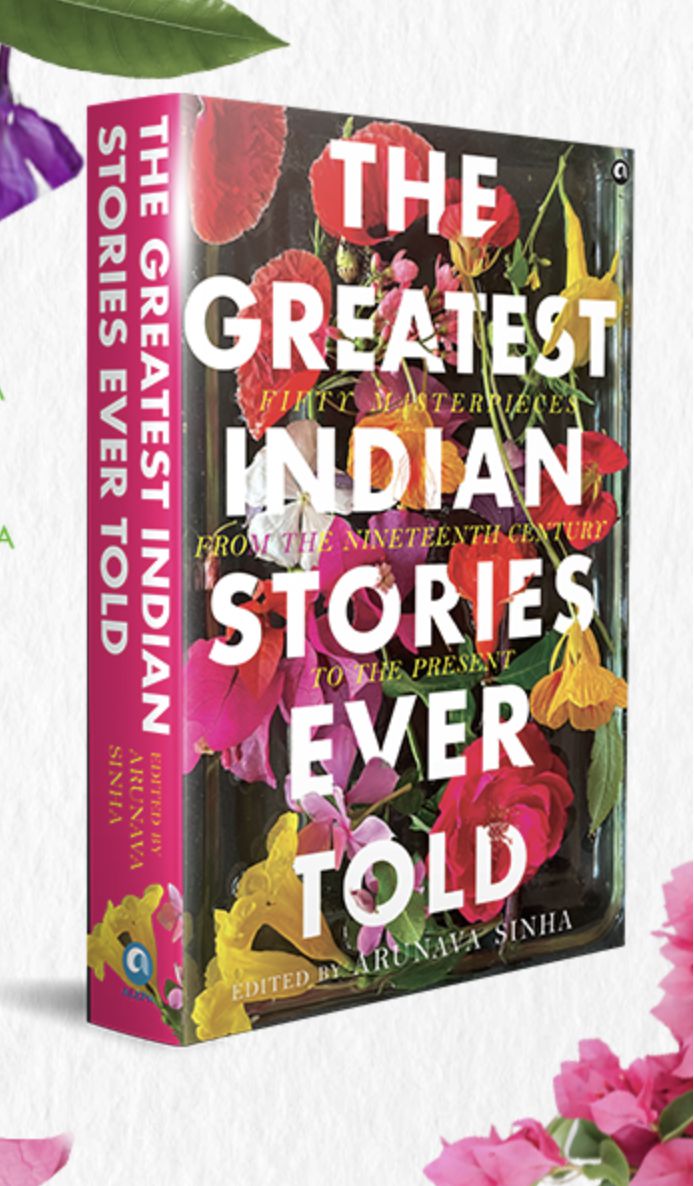 THE GREATEST INDIAN
STORIES EVER TOLD
EDITED BY
ARUNAVA
SINHA
ALEPH
THE
GREATEST
FIFTY MASTERPIECES
INDIAN
FROM THE NINETEENTH CENTURY
STORIES
TO THE PRESENT
EVER
TOLD
EDITED BY ARUNAVA SINHA
A
A